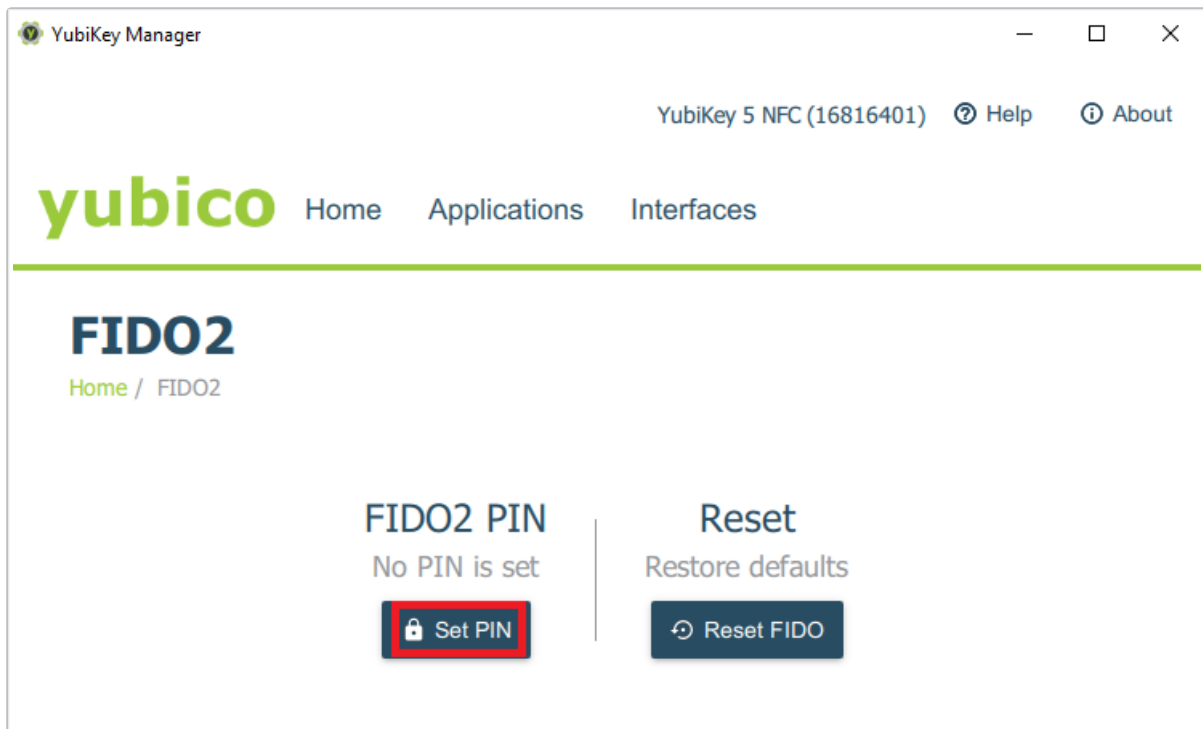 YubiKey Manager
YubiKey 5 NFC (16816401) Help About
yubico Home Applications Interfaces
FIDO2
Home / FIDO2
FIDO2 PIN
No PIN is set
Set PIN
Reset
Restore defaults
Reset FIDO